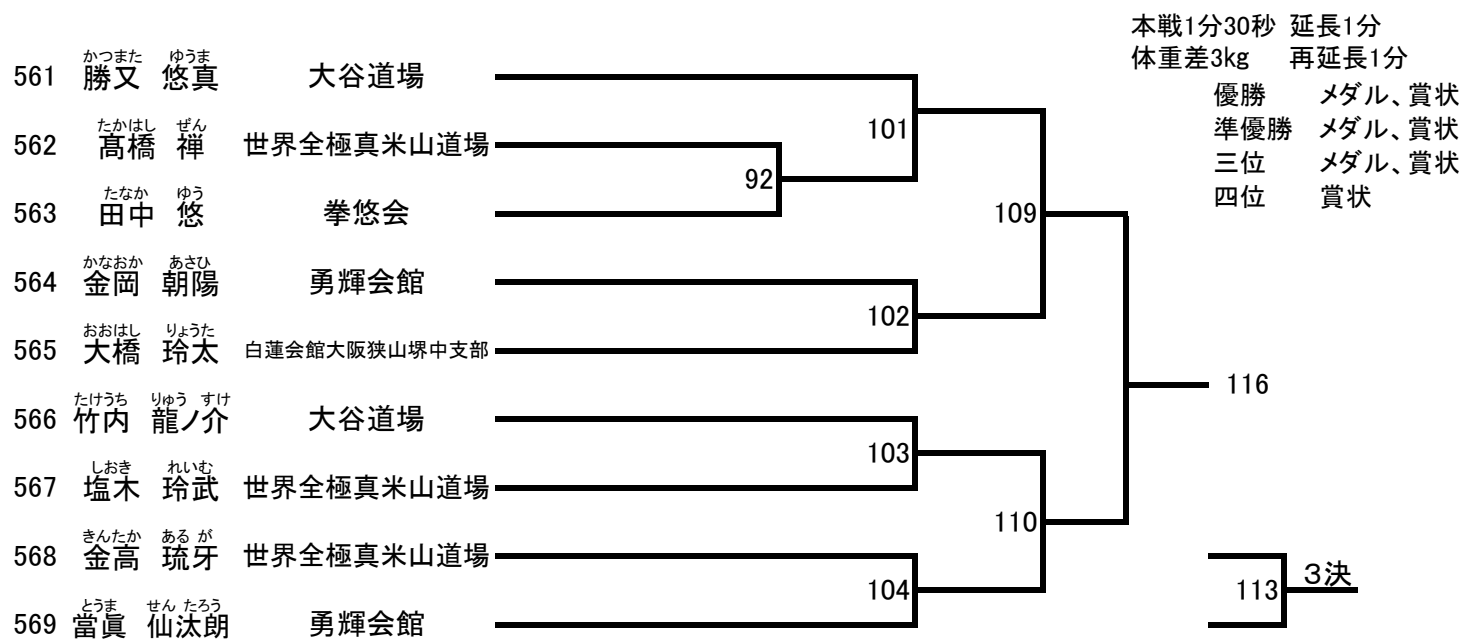 本戦1分30秒 延長1分
体重差3kg 再延長1分
優勝 メダル、賞状
準優勝 メダル、賞状
三位 メダル、賞状
四位 賞状
かつまた ゆうま
561 勝又 悠真 大谷道場
たかはし ぜん
562 髙橋 禅 世界全極真米山道場
たなか ゆう
563 田中 悠 拳悠会
かなおか あさひ
564 金岡 朝陽 勇輝会館
おおはし りょうた
565 大橋 玲太 白蓮会館大阪狭山堺中支部
たけうち りゅう すけ
566 竹内 龍ノ介 大谷道場
しおき れいむ
567 塩木 玲武 世界全極真米山道場
きんたか ある が
568 金高 琉牙 世界全極真米山道場
とうま せん たろう
569 當眞 仙汰朗 勇輝会館
92
101
102
103
104
109
110
116
113
3決